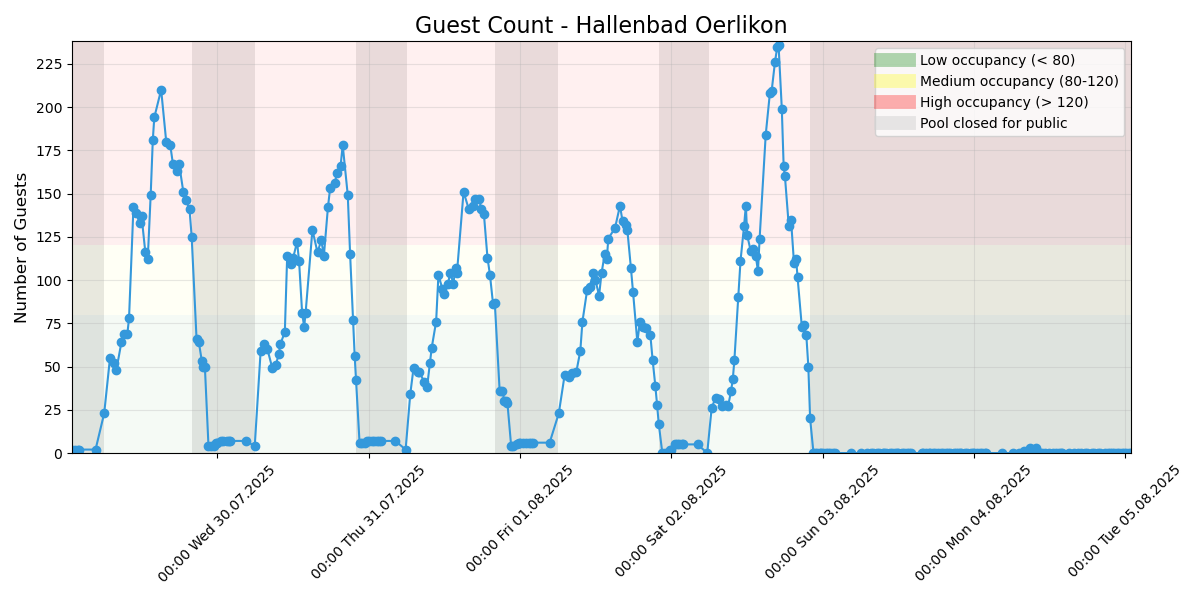 Guest Count - Hallenbad Oerlikon
Low occupancy (< 80)
Medium occupancy (80-120)
High occupancy (> 120)
Pool closed for public
Number of Guests
225
200
175
150
125
100
75
50
25
0
00:00 Wed 30.07.2025
00:00 Thu 31.07.2025
00:00 Fri 01.08.2025
00:00 Sat 02.08.2025
00:00 Sun 03.08.2025
00:00 Mon 04.08.2025
00:00 Tue 05.08.2025